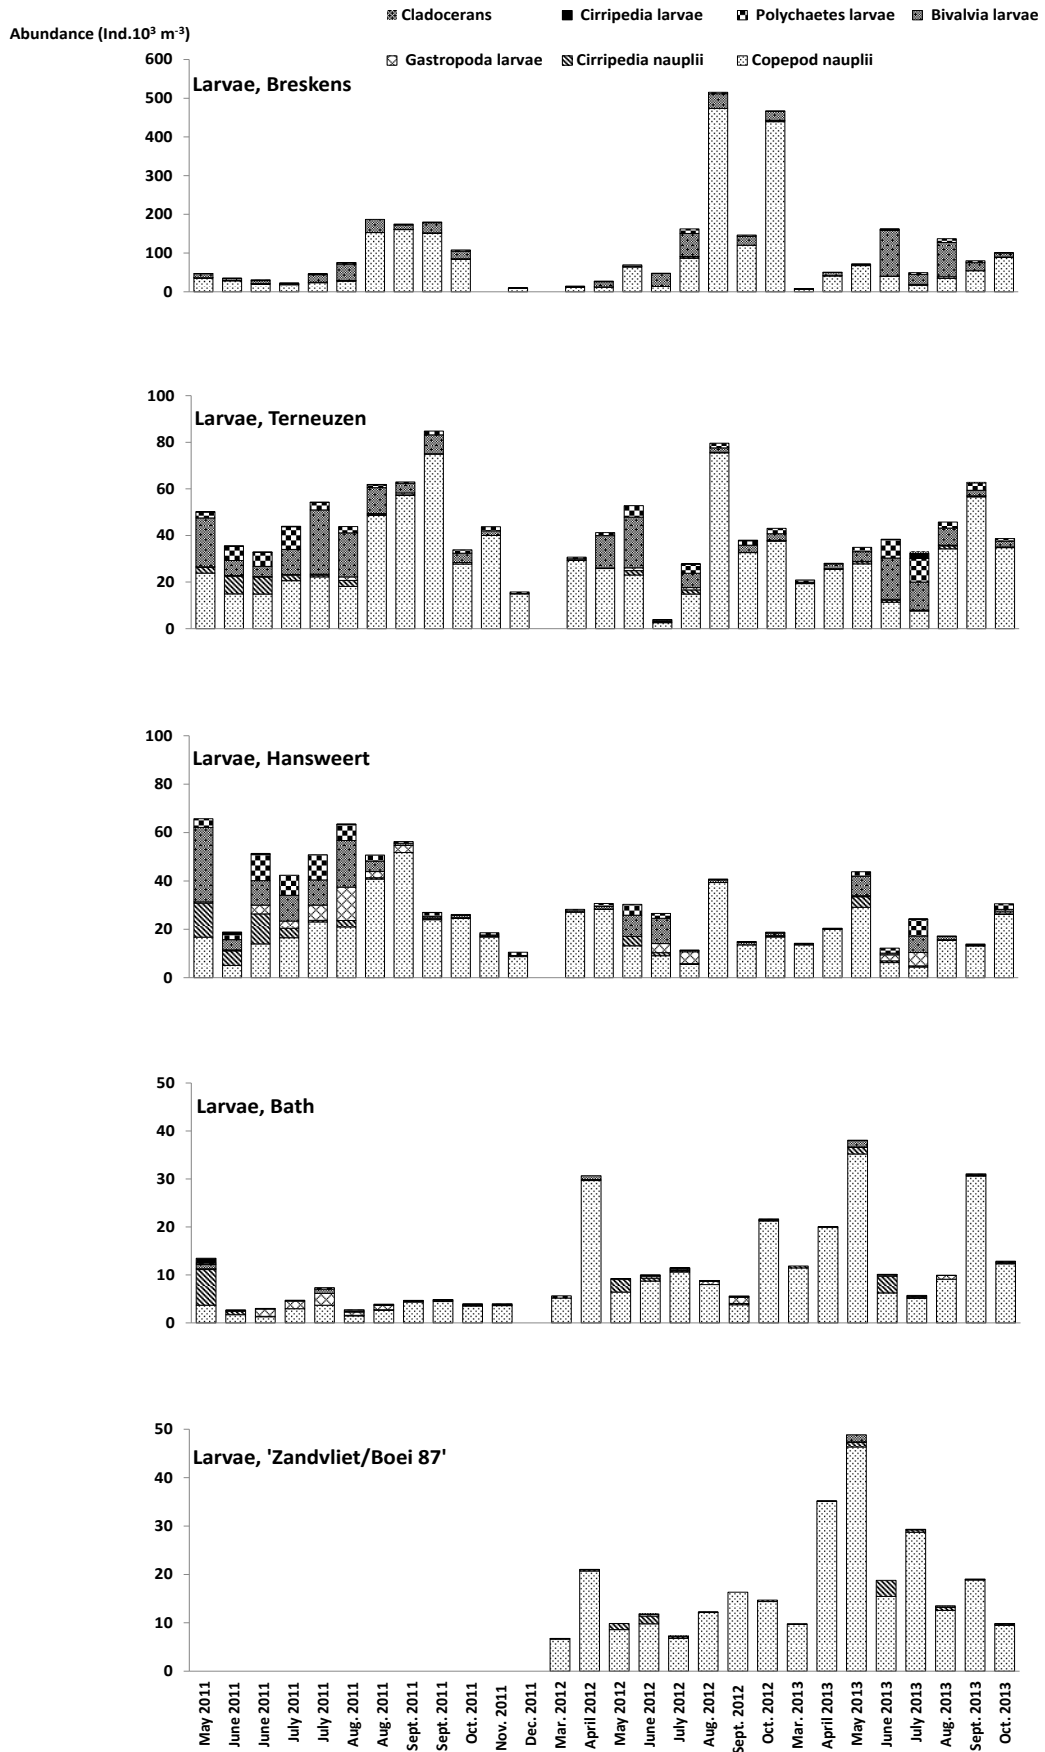 Cladocerans Cirripedia larvae Polychaetes larvae Bivalvia larvae
Abundance (Ind.10³ m⁻³)
Gastropoda larvae Cirripedia nauplii Copepod nauplii
Larvae, Breskens
600
500
400
300
200
100
0
Larvae, Terneuzen
100
80
60
40
20
0
Larvae, Hansweert
100
80
60
40
20
0
Larvae, Bath
50
40
30
20
10
0
Larvae, 'Zandvliet/Boei 87'
50
40
30
20
10
0
May 2011
June 2011
June 2011
July 2011
July 2011
Aug. 2011
Aug. 2011
Sept. 2011
Sept. 2011
Oct. 2011
Nov. 2011
Dec. 2011
Mar. 2012
April 2012
May 2012
June 2012
July 2012
Aug. 2012
Sept. 2012
Oct. 2012
Mar. 2013
April 2013
May 2013
June 2013
July 2013
Aug. 2013
Sept. 2013
Oct. 2013